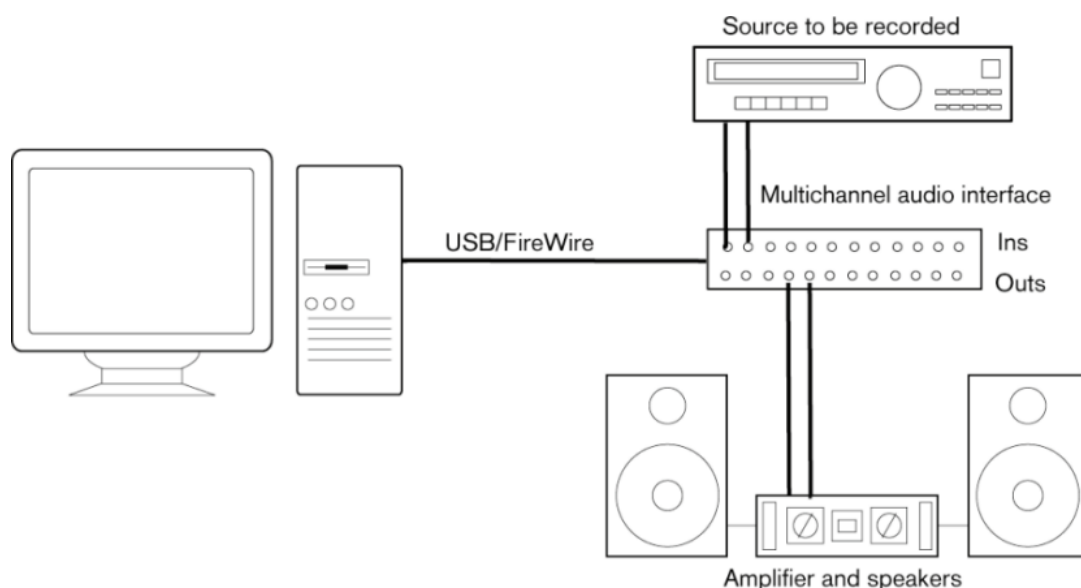 Source to be recorded
Multichannel audio interface
USB/FireWire
Ins
Outs
Amplifier and speakers